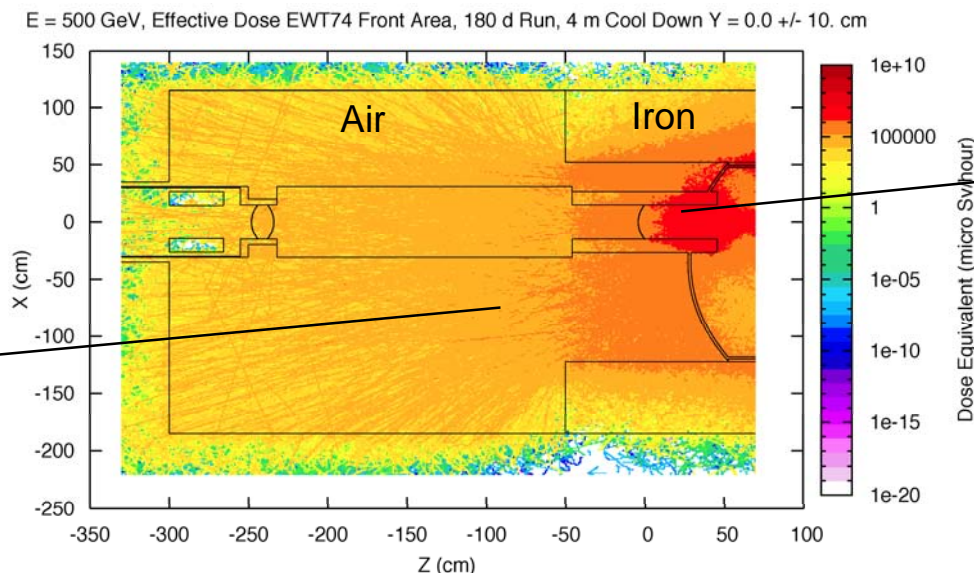 E = 500 GeV, Effective Dose EWT74 Front Area, 180 d Run, 4 m Cool Down Y = 0.0 +/- 10. cm
150
100
50
0
-50
-100
-150
-200
-250
X (cm)
Air
Iron
-350
-300
-250
-200
-150
-100
-50
0
50
100
Z (cm)
1e+10
100000
1
1e-05
1e-10
1e-15
1e-20
Dose Equivalent (micro Sv/hour)